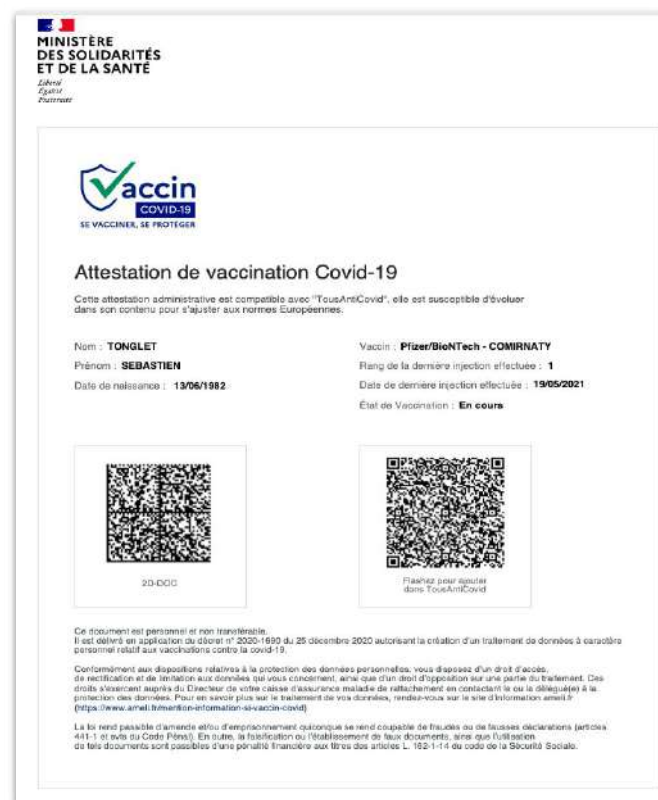 MINISTÈRE
DES SOLIDARITÉS
ET DE LA SANTÉ
Liberté
Égalité
Fraternité
Vaccin
COVID-19
SE VACCINER, SE PROTÉGER
Attestation de vaccination Covid-19
Cette attestation administrative est compatible avec "TousAntiCovid", elle est susceptible d'évoluer
dans son contenu pour s'ajuster aux normes Européennes.
Nom : TONGLET
Prénom : SEBASTIEN
Date de naissance : 13/06/1982
Vaccin : Pfizer/BioNTech - COMIRNATY
Rang de la dernière injection effectuée : 1
Date de dernière injection effectuée : 19/05/2021
État de Vaccination : En cours
2D-DOC
Flashez pour ajouter
dans TousAntiCovid
Ce document est personnel et non transférable.
Il est délivré en application du décret n° 2020-1690 du 25 décembre 2020 autorisant la création d'un traitement de données à caractère
personnel relatif aux vaccinations contre la covid-19.
Conformément aux dispositions relatives à la protection des données personnelles, vous disposez d'un droit d'accès,
de rectification et de limitation aux données qui vous concernent, ainsi que d'un droit d'opposition sur une partie du traitement. Ces
droits s'exercent auprès du Directeur de votre caisse d'assurance maladie de rattachement en contactant le ou la délégué(e) à la
protection des données. Pour en savoir plus sur le traitement de vos données, rendez-vous sur le site d'information ameli.fr
(https://www.ameli.fr/mention-information-si-vaccin-covid)
La loi rend passible d'amende et/ou d'emprisonnement quiconque se rend coupable de fraudes ou de fausses déclarations (articles
441-1 et svts du Code Pénal). En outre, la falsification ou l'établissement de faux documents, ainsi que l'utilisation
de tels documents sont passibles d'une pénalité financière aux titres des articles L. 162-1-14 du code de la Sécurité Sociale.